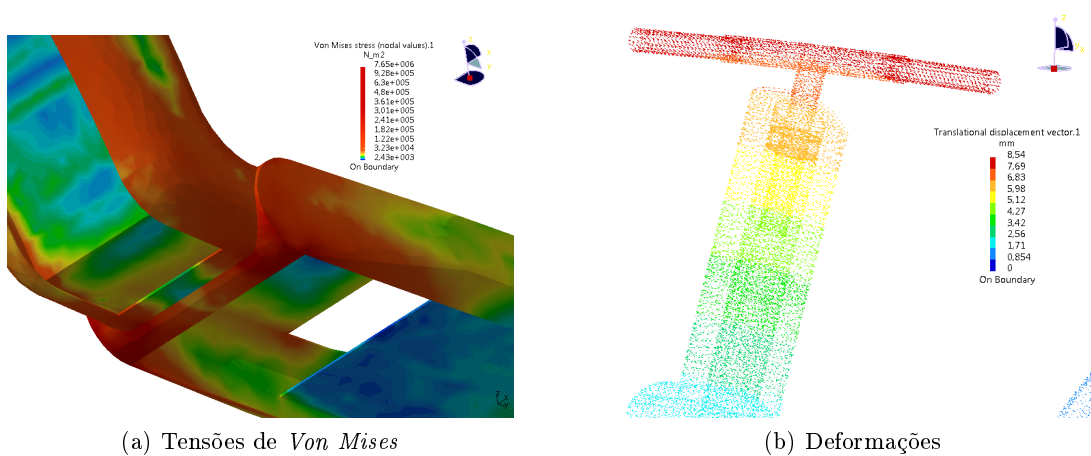 Von Mises stress (nodal values).1
N_m2
7.65e+006
9,28e+005
6.3e+005
4,8e+005
3.61e+005
3,01e+005
2,41e+005
1.82e+005
1.22e+005
3,23e+004
2,43e+003
On Boundary
Translational displacement vector.1
mm
8,54
7,69
6,83
5,98
5,12
4,27
3,42
2,56
1,71
0,854
0
On Boundary
(a) Tensões de Von Mises
(b) Deformações